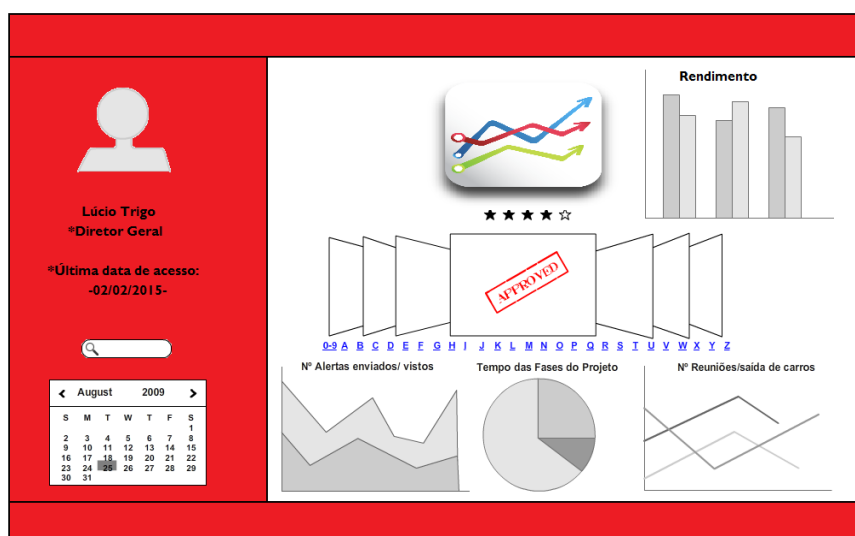 Lúcio Trigo
*Diretor Geral
*Última data de acesso:
-02/02/2015-
August 2009
S M T W T F S
1
2 3 4 5 6 7 8
9 10 11 12 13 14 15
16 17 18 19 20 21 22
23 24 25 26 27 28 29
30 31
Rendimento
APPROVED
0-9 A B C D E F G H I J K L M N O P Q R S T U V W X Y Z
Nº Alertas enviados/ vistos
Tempo das Fases do Projeto
Nº Reuniões/saída de carros